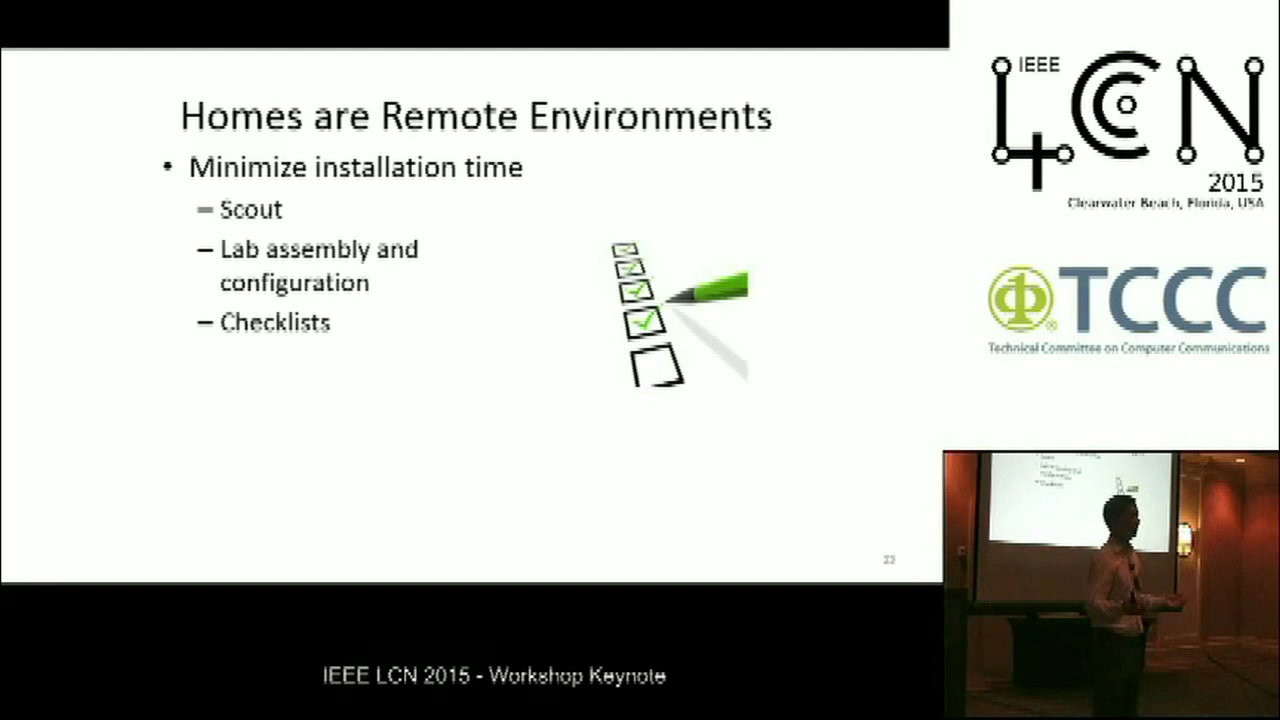 Homes are Remote Environments
• Minimize installation time
– Scout
– Lab assembly and
configuration
– Checklists
IEEE
LCN
2015
Clearwater Beach, Florida, USA
TCCC
Technical Committee on Computer Communications
IEEE LCN 2015 - Workshop Keynote